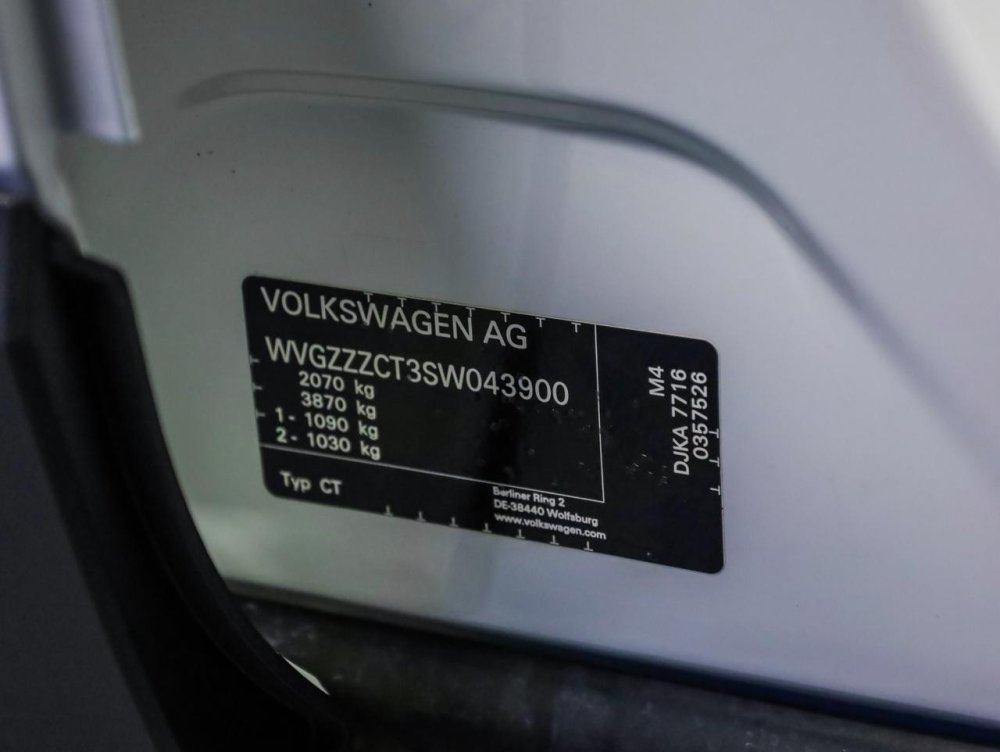 VOLKSWAGEN AG
WVGZZZCT3SW043900
2070 kg
3870 kg
1 - 1090 kg
2 - 1030 kg
Typ CT
Berliner Ring 2
DE-38440 Wolfsburg
www.volkswagen.com
M4
DJKA 7716
0357526